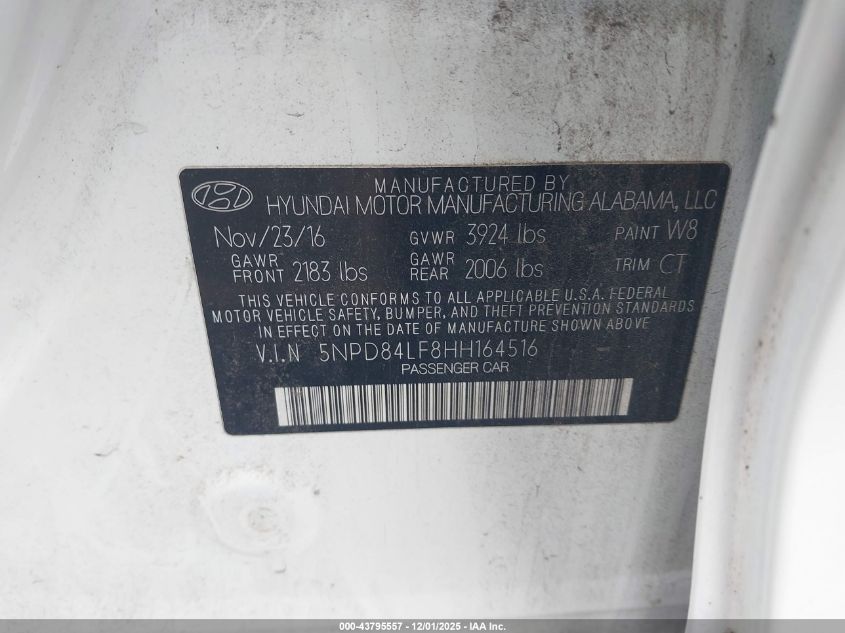 MANUFACTURED BY
HYUNDAI MOTOR MANUFACTURING ALABAMA, LLC
Nov/23/16 GVWR 3924 lbs PAINT W8
GAWR FRONT 2183 lbs GAWR REAR 2006 lbs TRIM CT
THIS VEHICLE CONFORMS TO ALL APPLICABLE U.S.A. FEDERAL
MOTOR VEHICLE SAFETY, BUMPER, AND THEFT PREVENTION STANDARDS
IN EFFECT ON THE DATE OF MANUFACTURE SHOWN ABOVE
V.I.N 5NPD84LF8HH164516
PASSENGER CAR
000-43795557 - 12/01/2025 - IAA Inc.